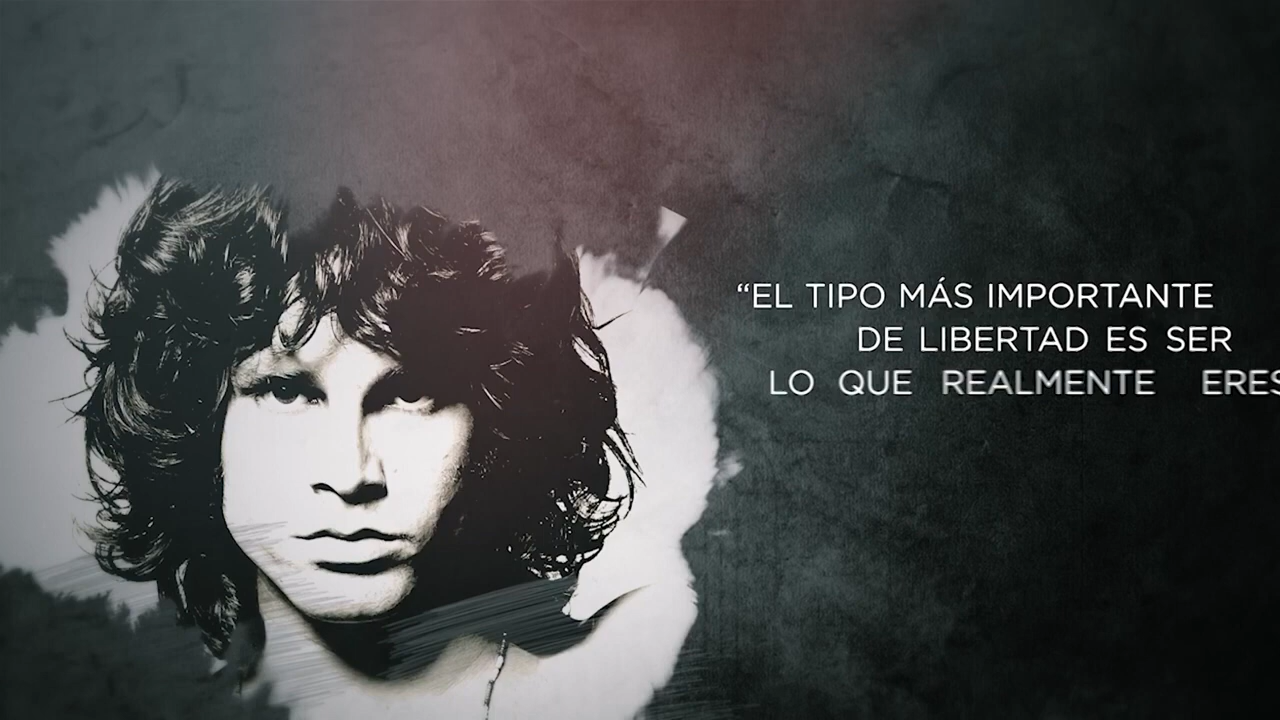 “EL TIPO MÁS IMPORTANTE
DE LIBERTAD ES SER
LO QUE REALMENTE ERES